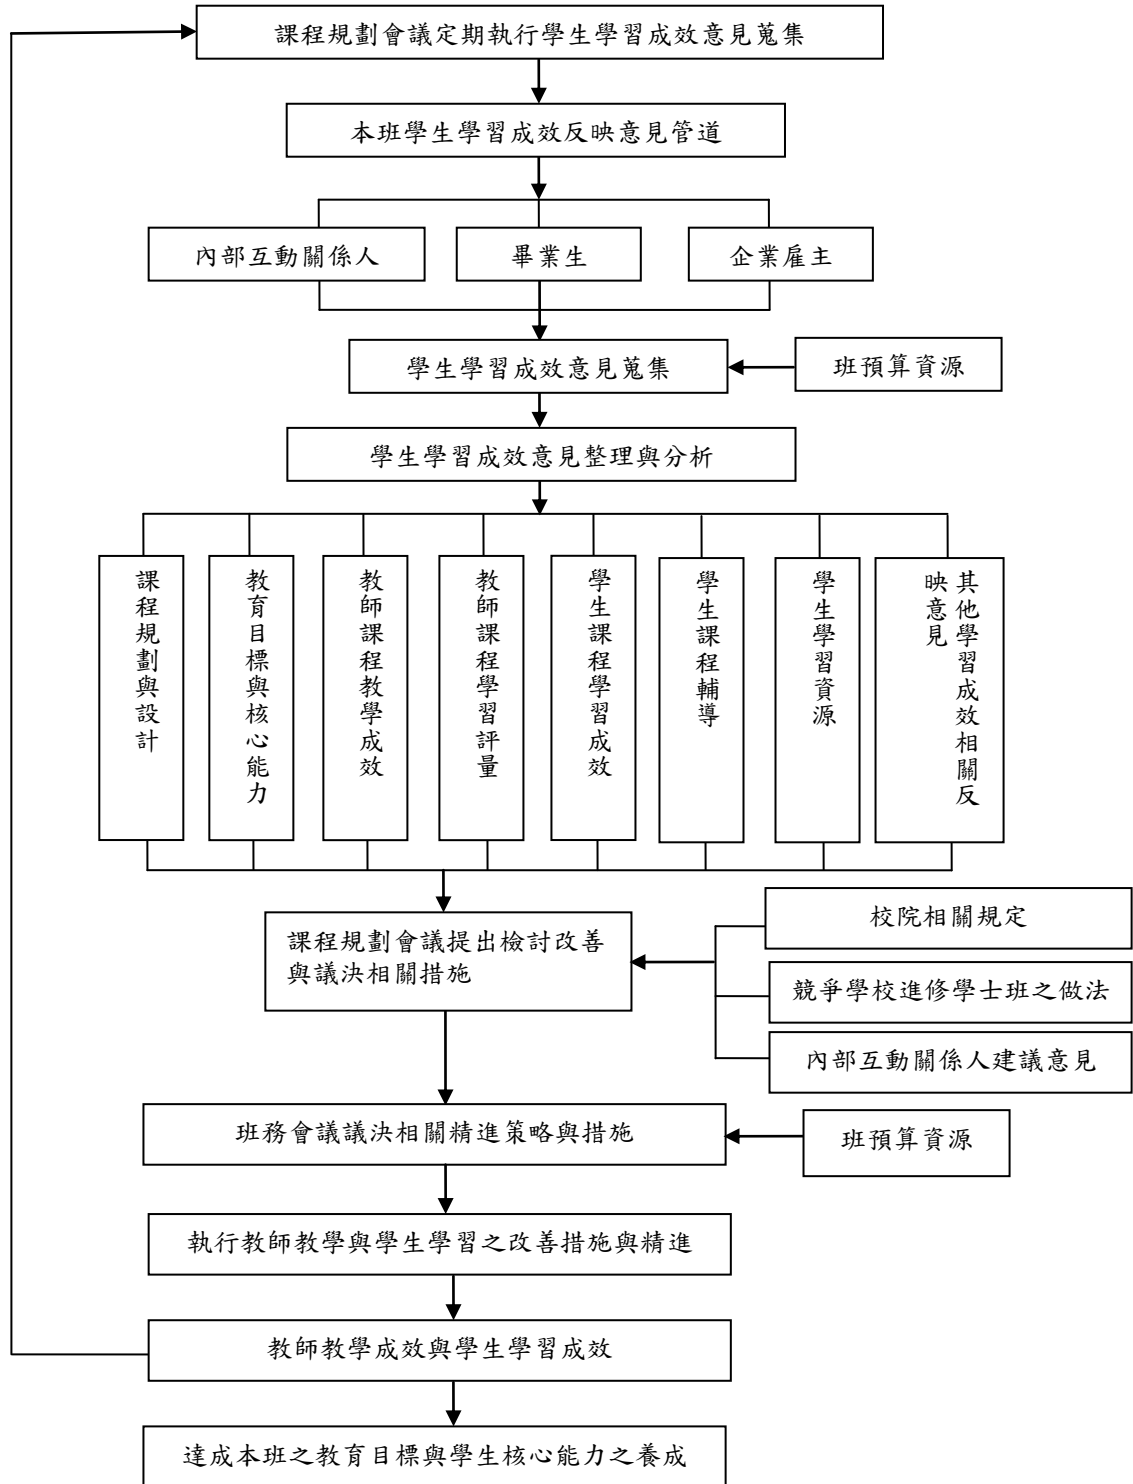 課程規劃會議定期執行學生學習成效意見蒐集
本班學生學習成效反映意見管道
內部互動關係人
畢業生
企業雇主
學生學習成效意見蒐集
班預算資源
學生學習成效意見整理與分析
課程規劃與設計
教育目標與核心能力
教師課程教學成效
教師課程學習評量
學生課程學習成效
學生課程輔導
學生學習資源
其他學習成效相關反
映意見
課程規劃會議提出檢討改善
與議決相關措施
校院相關規定
競爭學校進修學士班之做法
內部互動關係人建議意見
班務會議議決相關精進策略與措施
班預算資源
執行教師教學與學生學習之改善措施與精進
教師教學成效與學生學習成效
達成本班之教育目標與學生核心能力之養成